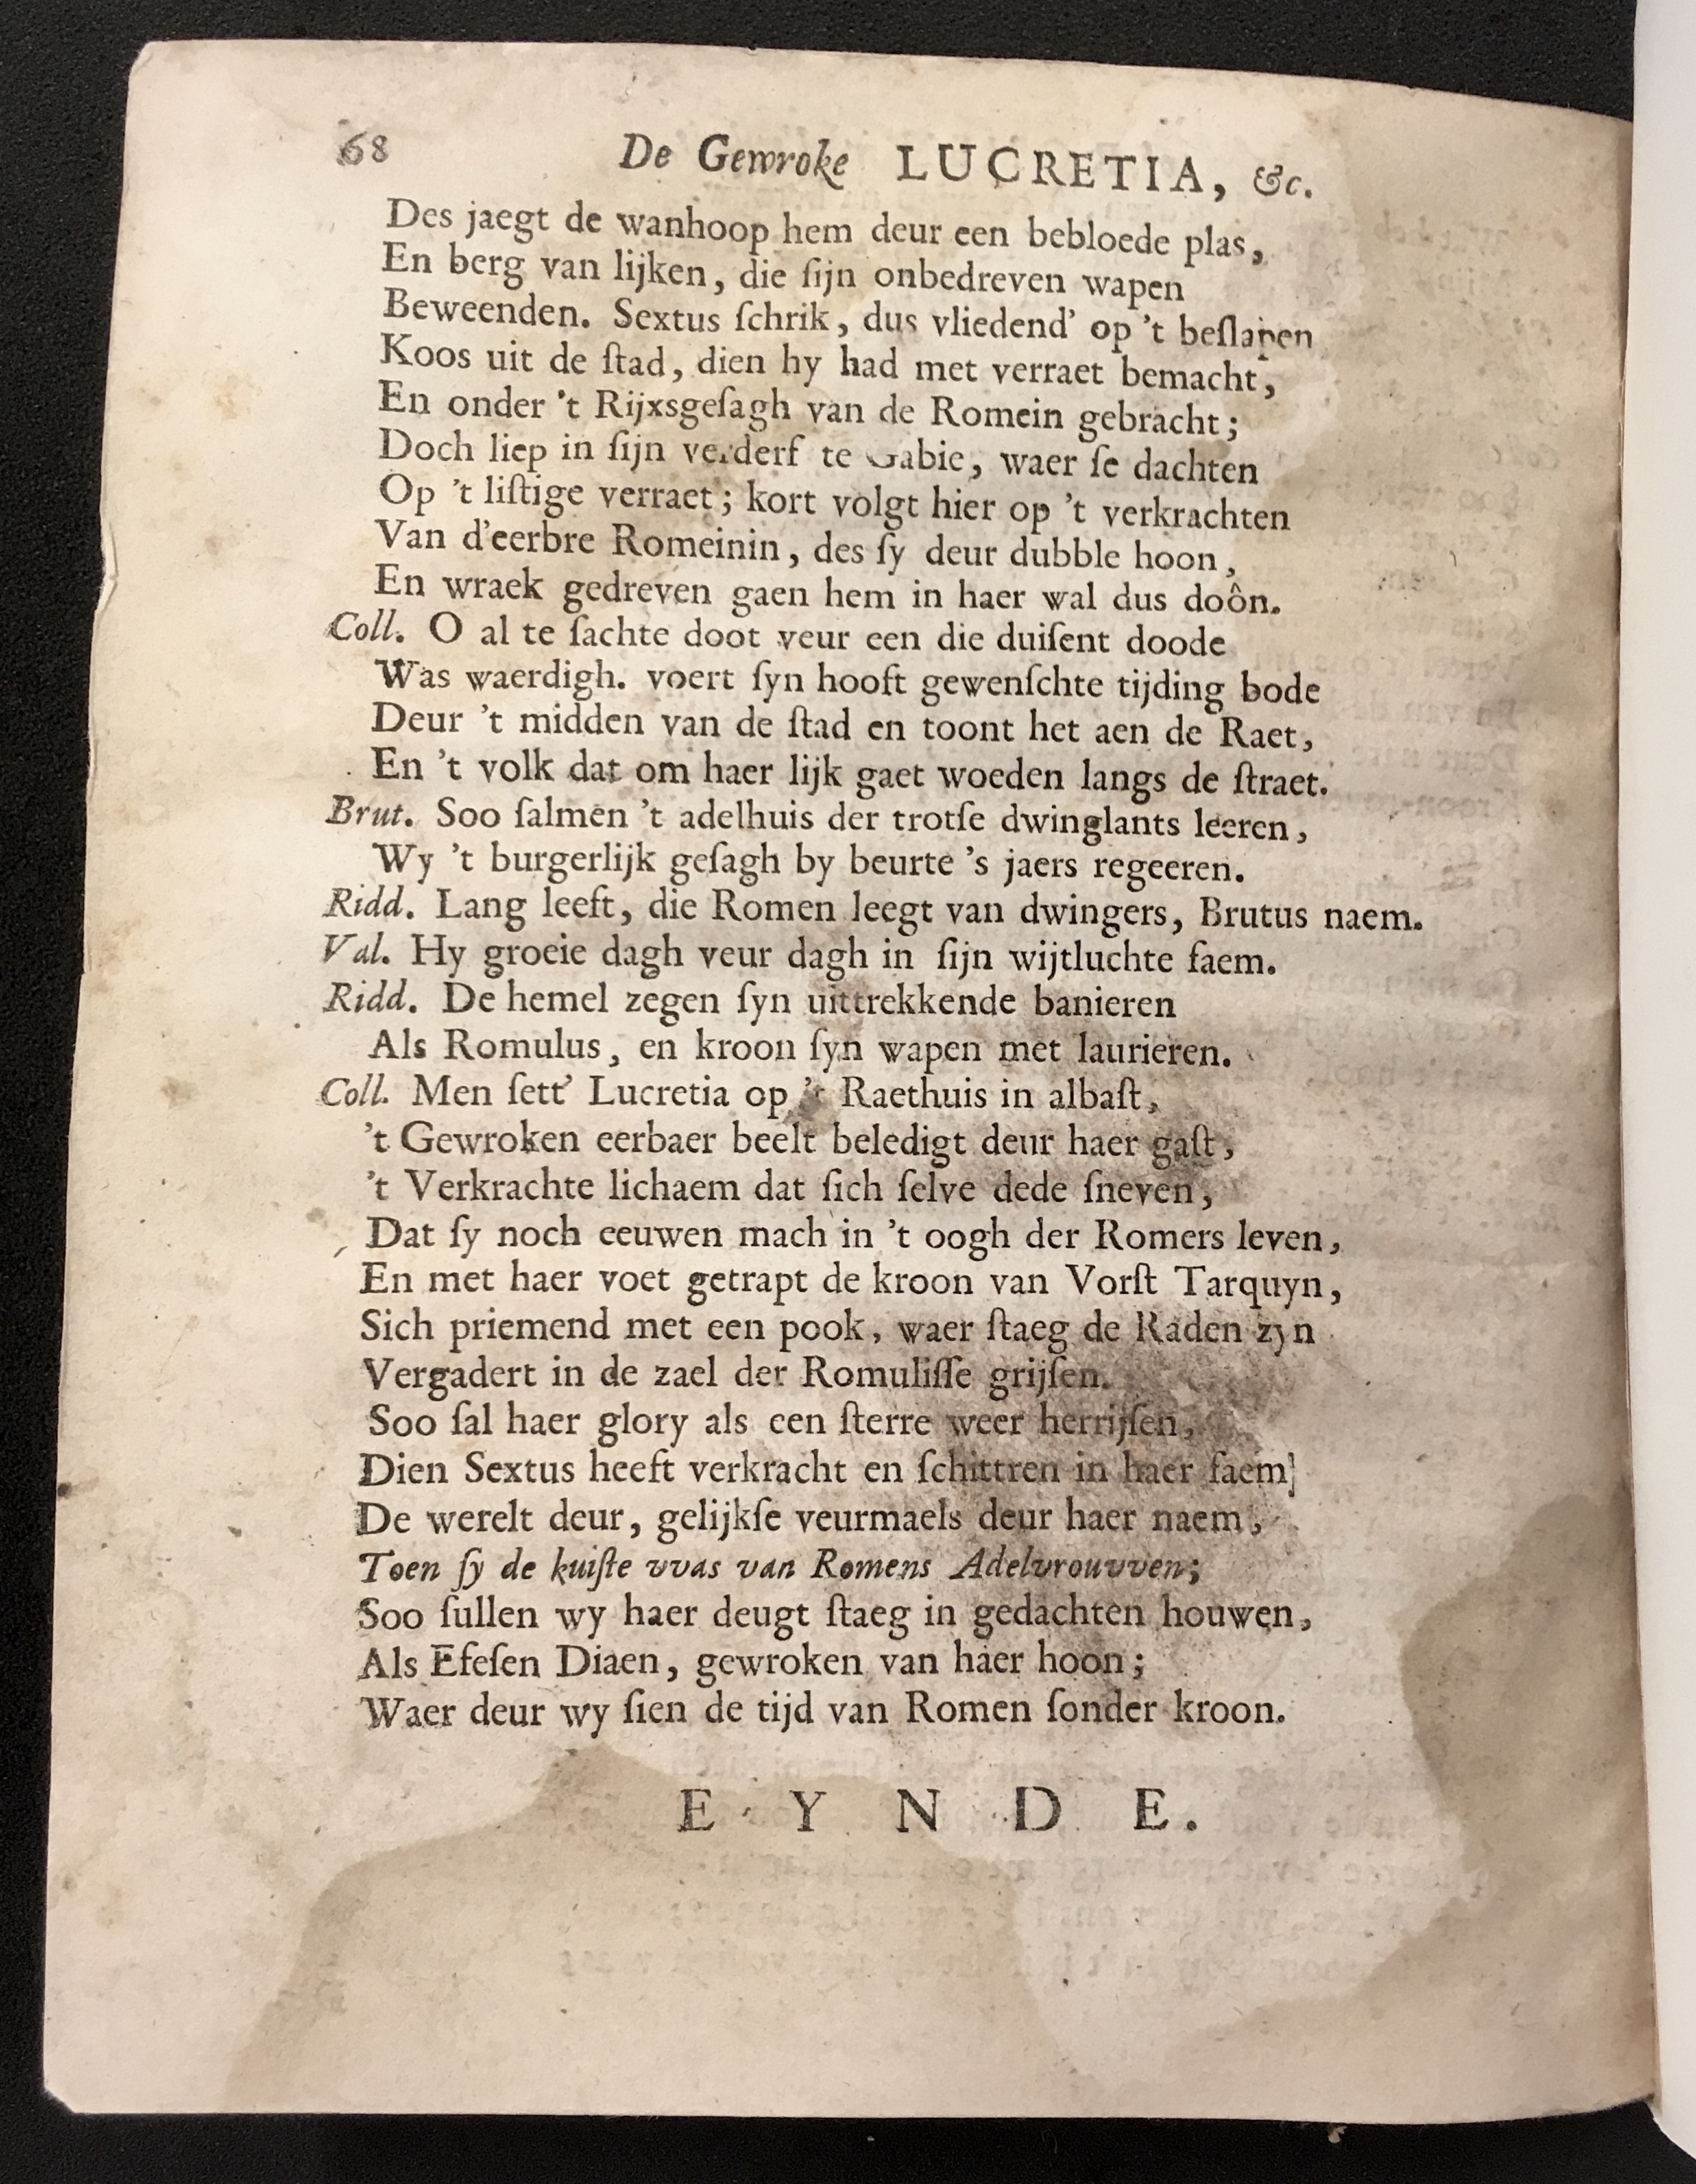 68 De Gewroke LUCRETIA, &c.
Des jaegt de wanhoop hem deur een bebloede plas,
En berg van lijken, die ſijn onbedreven wapen
Beweenden. Sextus ſchrik, dus vliedend' op 't beſlapen
Koos uit de ſtad, dien hy had met verraet bemacht,
En onder 't Rijxsgeſagh van de Romein gebracht;
Doch liep in ſijn verderf te Gabie, waer ſe dachten
Op 't liſtige verraet; kort volgt hier op 't verkrachten
Van d'eerbre Romeinin, des ſy deur dubble hoon,
En wraek gedreven gaen hem in haer wal dus doôn.
Coll. O al te ſachte doot veur een die duiſent doode
Was waerdigh. voert ſyn hooft gewenſchte tijding bode
Deur 't midden van de ſtad en toont het aen de Raet,
En 't volk dat om haer lijk gaet woeden langs de ſtraet.
Brut. Soo ſalmen 't adelhuis der trotſe dwinglants leeren,
Wy 't burgerlijk geſagh by beurte 's jaers regeeren.
Ridd. Lang leeft, die Romen leegt van dwingers, Brutus naem.
Val. Hy groeie dagh veur dagh in ſijn wijtluchte faem.
Ridd. De hemel zegen ſyn uittrekkende banieren
Als Romulus, en kroon ſyn wapen met laurieren.
Coll. Men ſett' Lucretia op 't Raethuis in albaſt,
't Gewroken eerbaer beelt beledigt deur haer gaſt,
't Verkrachte lichaem dat ſich ſelve dede ſneven,
Dat ſy noch eeuwen mach in 't oogh der Romers leven,
En met haer voet getrapt de kroon van Vorſt Tarquyn,
Sich priemend met een pook, waer ſtaeg de Raden zyn
Vergadert in de zael der Romuliſſe grijſen.
Soo ſal haer glory als een ſterre weer herrijſen,
Dien Sextus heeft verkracht en ſchittren in haer faem
De werelt deur, gelijkſe veurmaels deur haer naem,
Toen ſy de kuiſte vvas van Romens Adelvrouvven;
Soo ſullen wy haer deugt ſtaeg in gedachten houwen,
Als Efeſen Diaen, gewroken van haer hoon;
Waer deur wy ſien de tijd van Romen ſonder kroon.
E Y N D E.